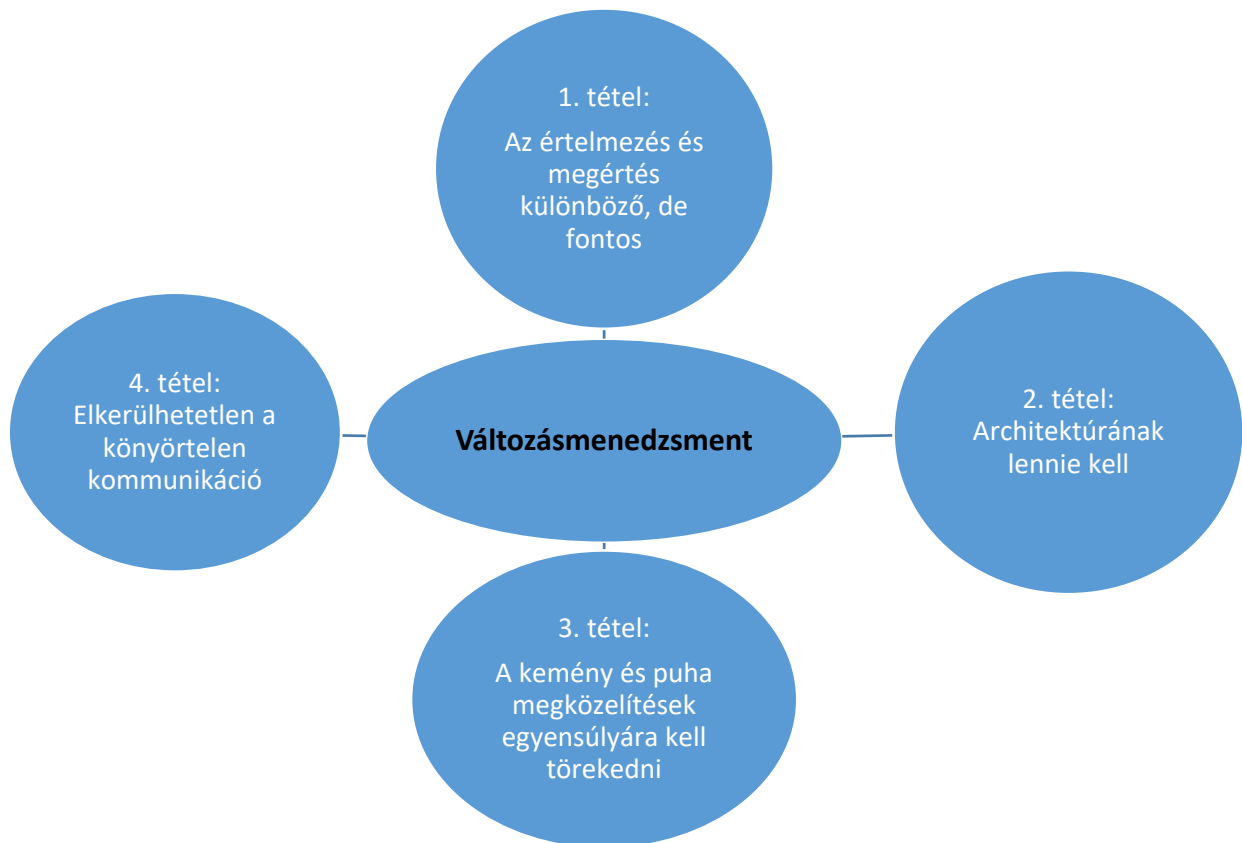 1. tétel:
Az értelmezés és
megértés
különböző, de
fontos
4. tétel:
Elkerülhetetlen a
könyörtelen
kommunikáció
Változásmenedzsment
2. tétel:
Architektúrának
lennie kell
3. tétel:
A kemény és puha
megközelítések
egyensúlyára kell
törekedni